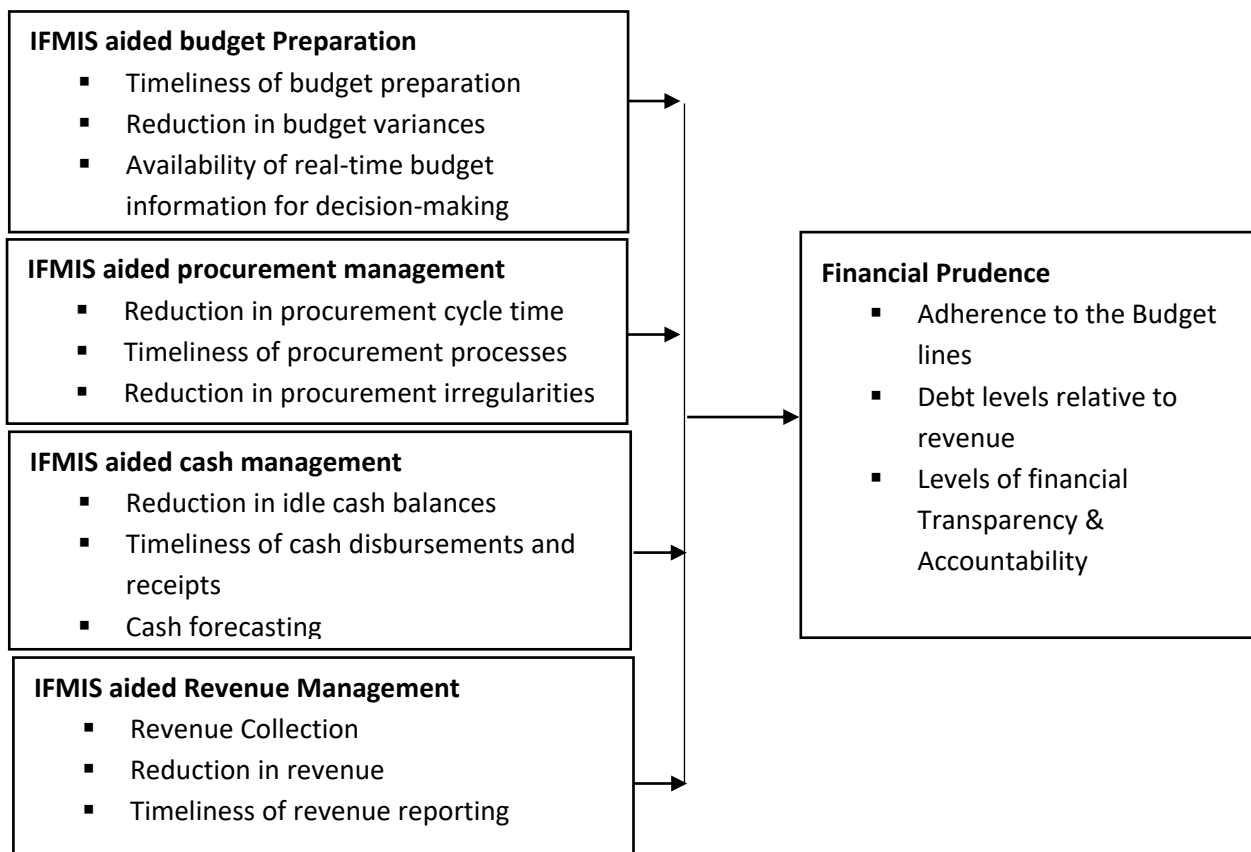 IFMIS aided budget Preparation
▪ Timeliness of budget preparation
▪ Reduction in budget variances
▪ Availability of real-time budget
information for decision-making
IFMIS aided procurement management
▪ Reduction in procurement cycle time
▪ Timeliness of procurement processes
▪ Reduction in procurement irregularities
IFMIS aided cash management
▪ Reduction in idle cash balances
▪ Timeliness of cash disbursements and
receipts
▪ Cash forecasting
IFMIS aided Revenue Management
▪ Revenue Collection
▪ Reduction in revenue
▪ Timeliness of revenue reporting
Financial Prudence
▪ Adherence to the Budget
lines
▪ Debt levels relative to
revenue
▪ Levels of financial
Transparency &
Accountability